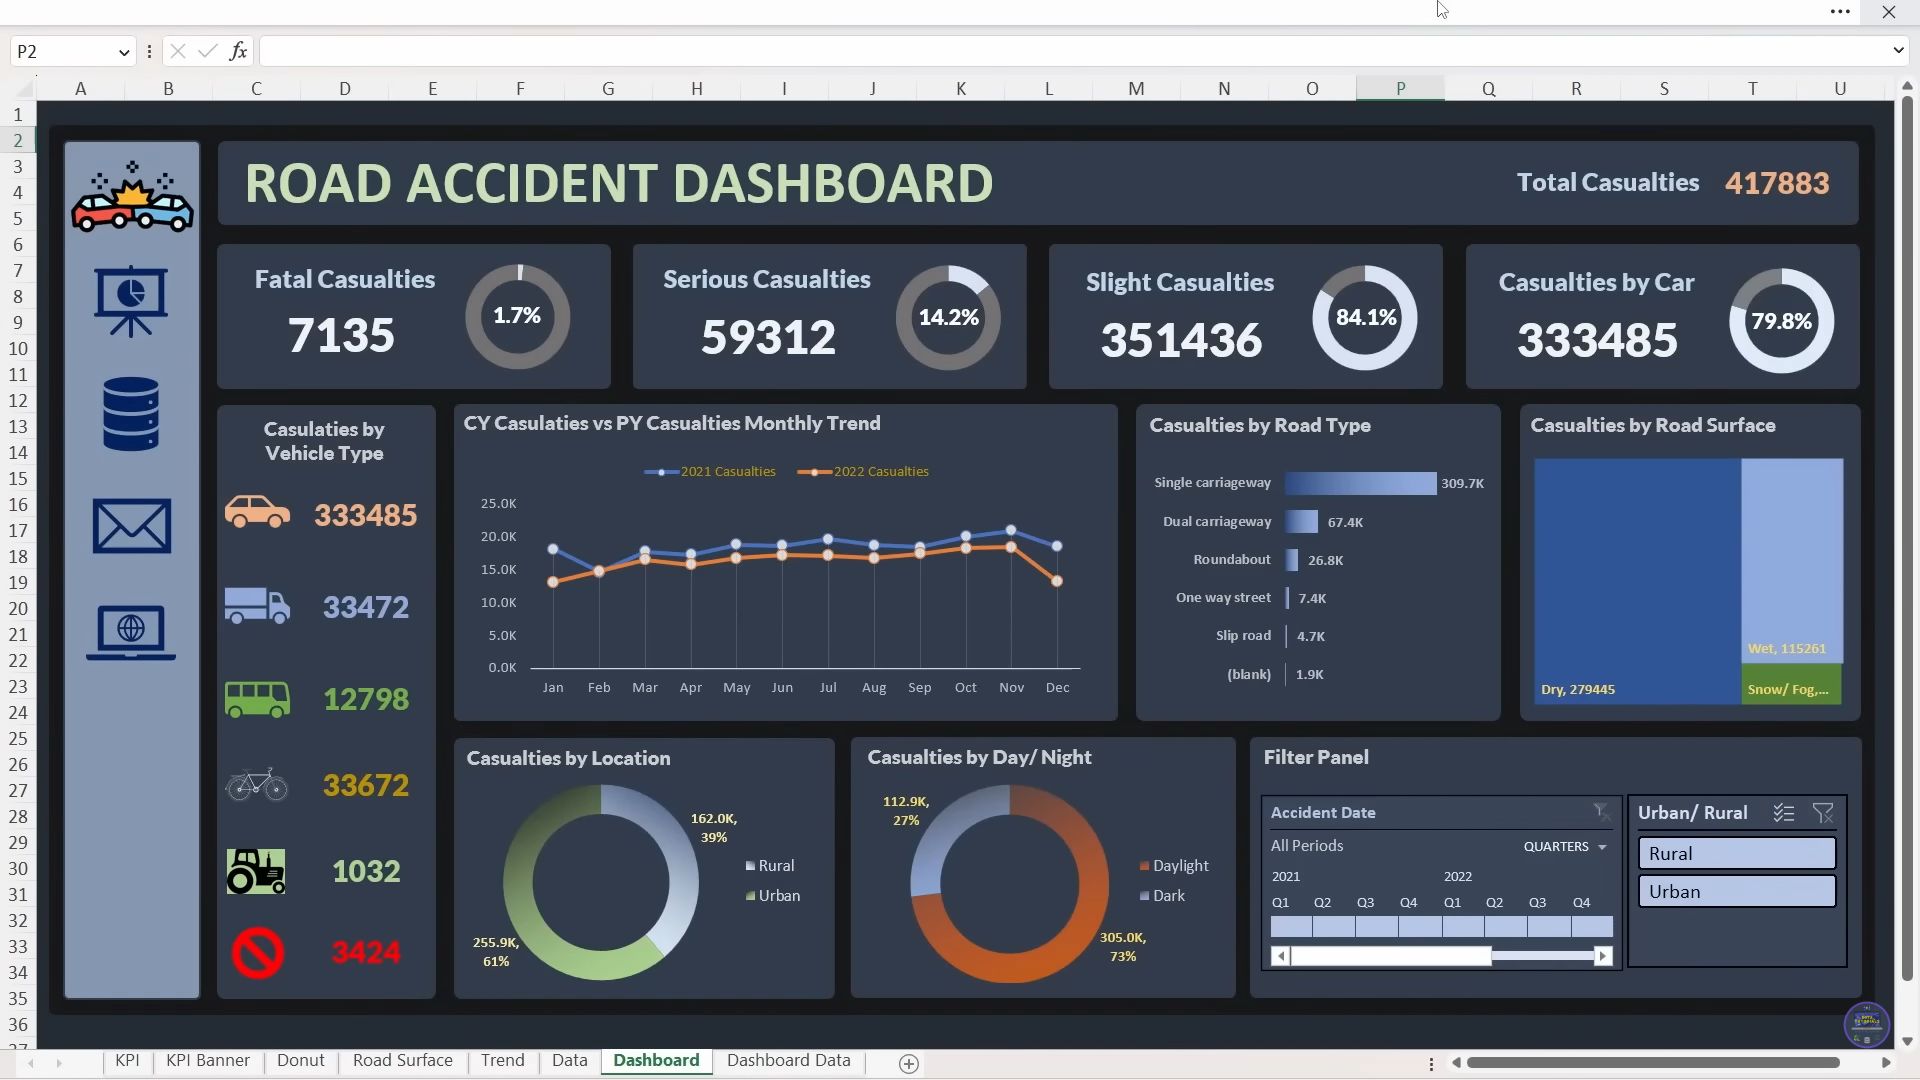 P2
fx
A B C D E F G H I J K L M N O P Q R S T U
1
2
3
4
5
6
7
8
9
10
11
12
13
14
15
16
17
18
19
20
21
22
23
24
25
26
27
28
29
30
31
32
33
34
35
36
ROAD ACCIDENT DASHBOARD
Total Casualties 417883
Fatal Casualties
7135
1.7%
Serious Casualties
59312
14.2%
Slight Casualties
351436
84.1%
Casualties by Car
333485
79.8%
Casulaties by
Vehicle Type
333485
33472
12798
33672
1032
3424
CY Casulaties vs PY Casualties Monthly Trend
2021 Casualties 2022 Casualties
25.0K
20.0K
15.0K
10.0K
5.0K
0.0K
Jan Feb Mar Apr May Jun Jul Aug Sep Oct Nov Dec
Casualties by Road Type
Single carriageway 309.7K
Dual carriageway 67.4K
Roundabout 26.8K
One way street 7.4K
Slip road 4.7K
(blank) 1.9K
Casualties by Road Surface
Wet, 115261
Dry, 279445
Snow/ Fog,...
Casualties by Location
162.0K,
39%
Rural
Urban
255.9K,
61%
Casualties by Day/ Night
112.9K,
27%
Daylight
Dark
305.0K,
73%
Filter Panel
Accident Date
All Periods QUARTERS
2021 2022
Q1 Q2 Q3 Q4 Q1 Q2 Q3 Q4
Urban/ Rural
Rural
Urban
KPI KPI Banner Donut Road Surface Trend Data Dashboard Dashboard Data